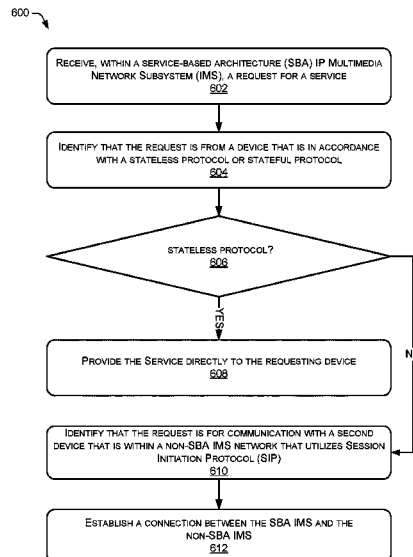 600
RECEIVE, WITHIN A SERVICE-BASED ARCHITECTURE (SBA) IP MULTIMEDIA
NETWORK SUBSYSTEM (IMS), A REQUEST FOR A SERVICE
602
IDENTIFY THAT THE REQUEST IS FROM A DEVICE THAT IS IN ACCORDANCE
WITH A STATELESS PROTOCOL OR STATEFUL PROTOCOL
604
STATELESS PROTOCOL?
606
YES
N
PROVIDE THE SERVICE DIRECTLY TO THE REQUESTING DEVICE
608
IDENTIFY THAT THE REQUEST IS FOR COMMUNICATION WITH A SECOND
DEVICE THAT IS WITHIN A NON-SBA IMS NETWORK THAT UTILIZES SESSION
INITIATION PROTOCOL (SIP)
610
ESTABLISH A CONNECTION BETWEEN THE SBA IMS AND THE
NON-SBA IMS
612